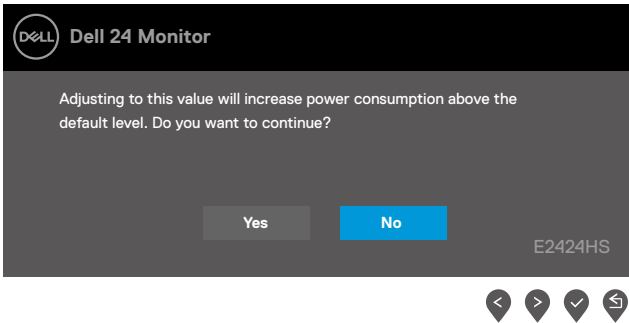 DELL
Dell 24 Monitor
Adjusting to this value will increase power consumption above the
default level. Do you want to continue?
Yes
No
E2424HS